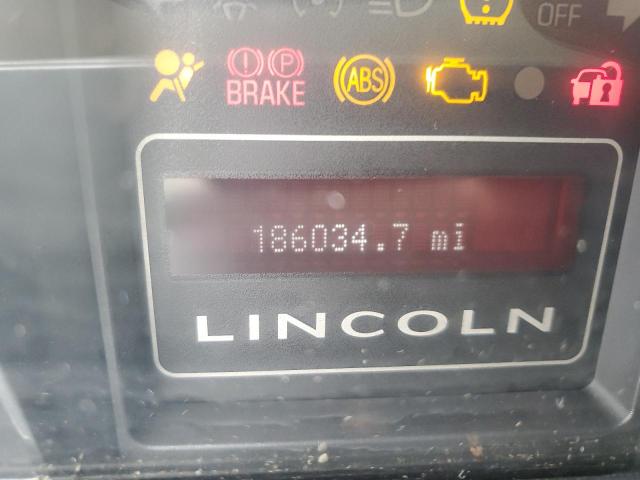 OFF
BRAKE
ABS
186034.7 mi
LINCOLN